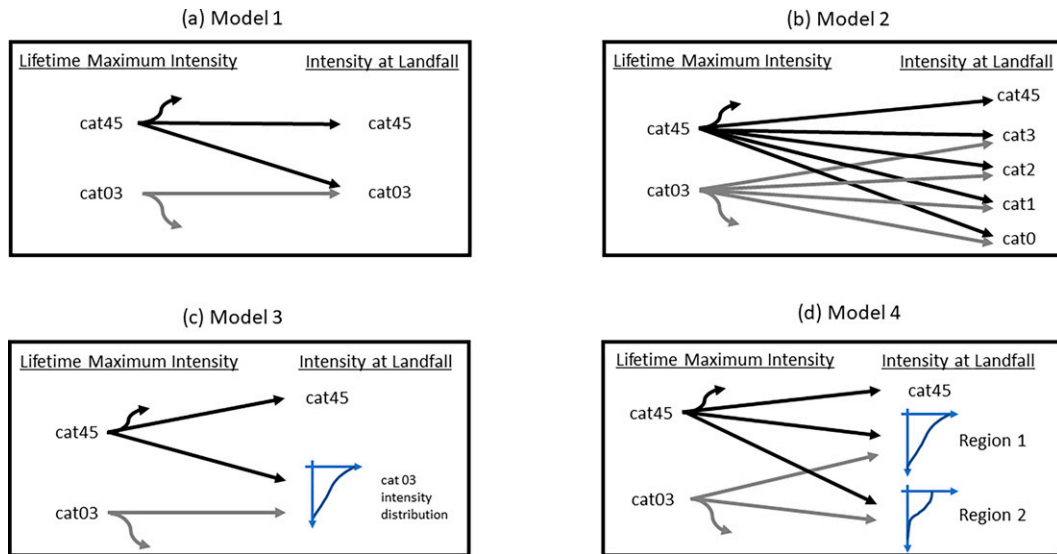 (a) Model 1
Lifetime Maximum Intensity Intensity at Landfall
cat45 cat45
cat03 cat03
(b) Model 2
Lifetime Maximum Intensity Intensity at Landfall
cat45
cat45
cat3
cat2
cat03
cat1
cat0
(c) Model 3
Lifetime Maximum Intensity Intensity at Landfall
cat45
cat45
cat 03
intensity
distribution
cat03
(d) Model 4
Lifetime Maximum Intensity Intensity at Landfall
cat45
cat45
Region 1
cat03
Region 2